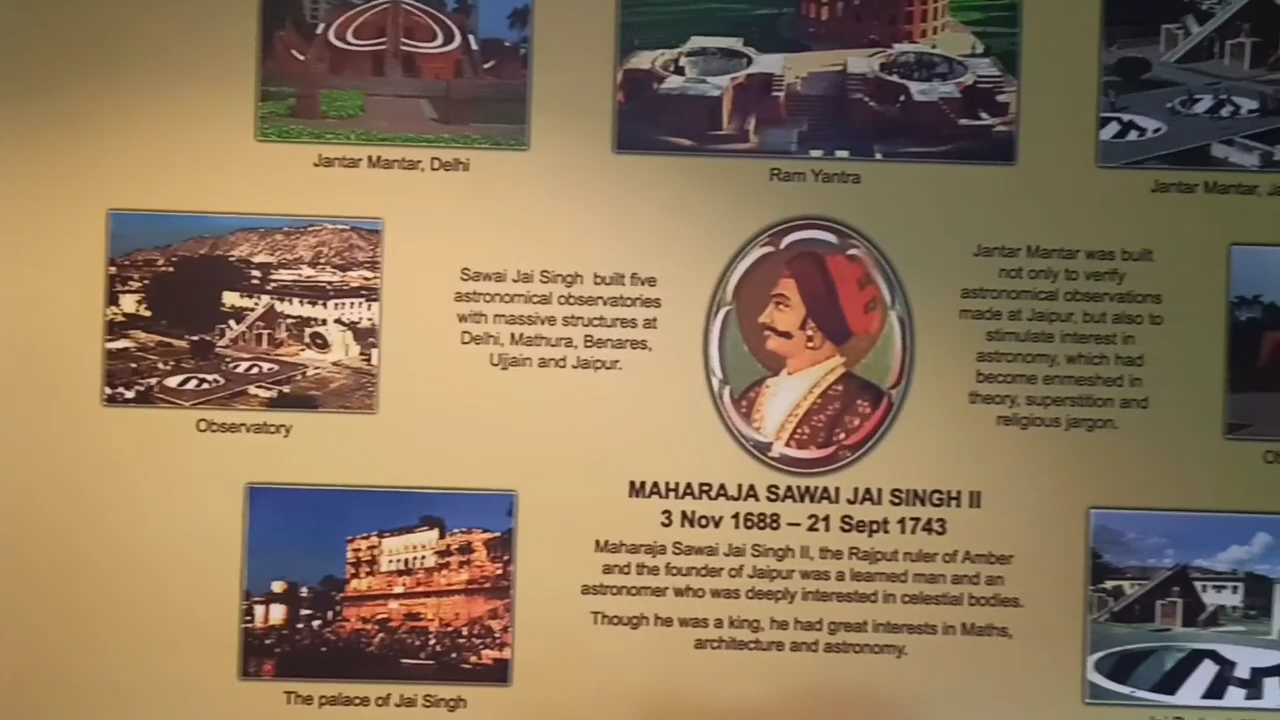 Jantar Mantar, Delhi
Ram Yantra
Jantar Mantar,
Observatory
Sawai Jai Singh built five
astronomical observatories
with massive structures at
Delhi, Mathura, Benares,
Ujjain and Jaipur.
Jantar Mantar was built
not only to verify
astronomical observations
made at Jaipur, but also to
stimulate interest in
astronomy, which had
become enmeshed in
theory, superstition and
religious jargon.
The palace of Jai Singh
MAHARAJA SAWAI JAI SINGH II
3 Nov 1688 – 21 Sept 1743
Maharaja Sawai Jai Singh II, the Rajput ruler of Amber
and the founder of Jaipur was a learned man and an
astronomer who was deeply interested in celestial bodies.
Though he was a king, he had great interests in Maths,
architecture and astronomy.